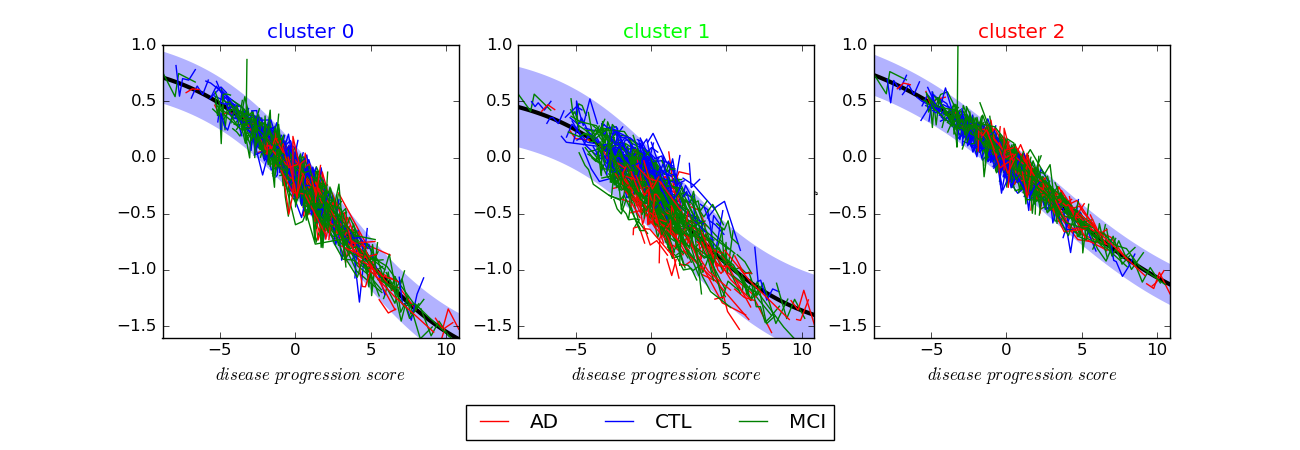 cluster 0 cluster 1 cluster 2
1.0 1.0 1.0
0.5 0.5 0.5
0.0 0.0 0.0
−0.5 −0.5 −0.5
−1.0 −1.0 −1.0
−1.5 −1.5 −1.5
−5 0 5 10 −5 0 5 10 −5 0 5 10
disease progression score disease progression score disease progression score
AD CTL MCI